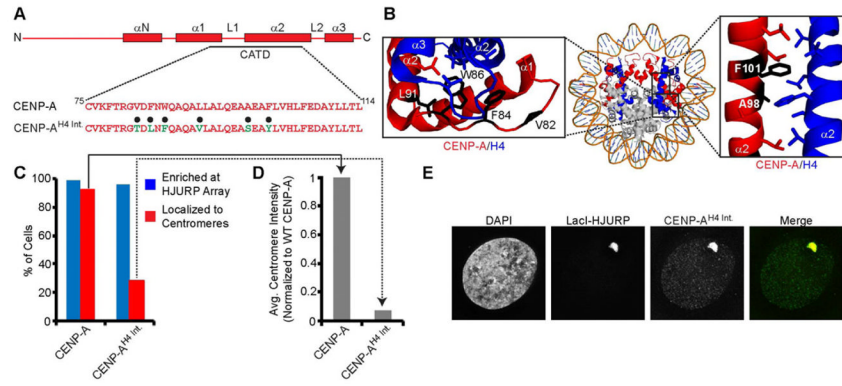 A
αN
α1
L1
α2
L2
α3
N
C
CATD
75
114
CENP-A
CVKFTRGVDFNWQAQALLALQEAAEAFLVHLFEDAYLLTL
CENP-A^H4 Int.
CVKFTRGTDLNFQAQAVLALQEASEAYLVHLFEDAYLLTL
B
α3
α2
α2
α1
W86
L91
F84
V82
CENP-A/H4
F101
A98
α2
α2
CENP-A/H4
C
% of Cells
100
80
60
40
20
0
Enriched at
HJURP Array
Localized to
Centromeres
CENP-A
CENP-A^H4 Int.
D
Avg. Centromere Intensity
(Normalized to WT CENP-A)
1
0.8
0.6
0.4
0.2
0
CENP-A
CENP-A^H4 Int.
E
DAPI
LacI-HJURP
CENP-A^H4 Int.
Merge